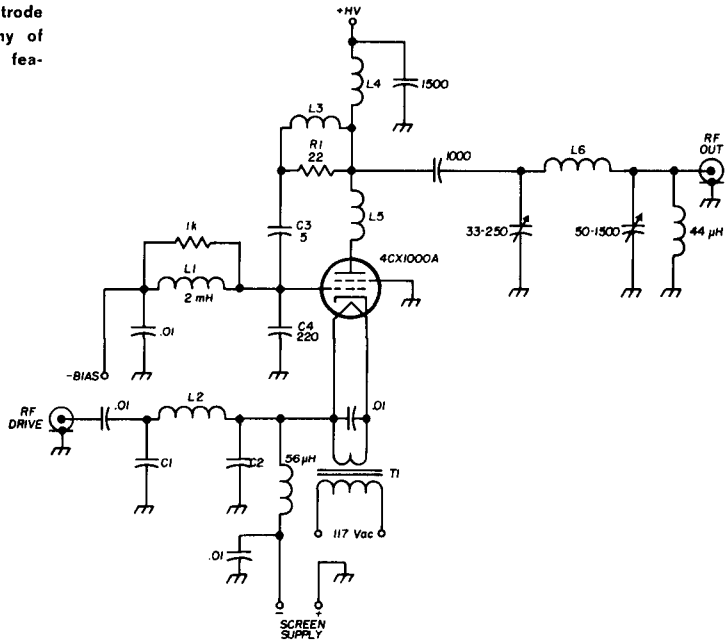 trode
ny of
fea-
+HV
L4
1500
L3
R1
22
1000
L6
RF
OUT
L5
33-250
50-1500
44 µH
C3
5
4CX1000A
1k
L1
2 mH
C4
220
.01
-BIAS
RF
DRIVE
.01
L2
.01
C1
C2
56 µH
T1
117 Vac
.01
- +
SCREEN
SUPPLY